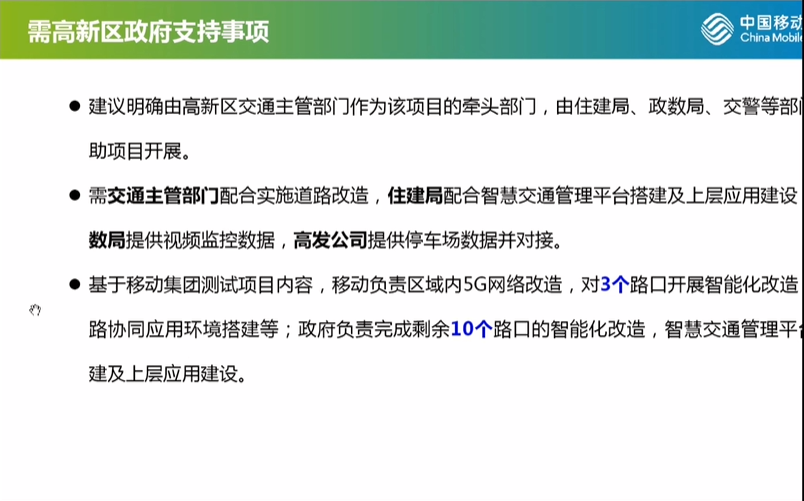 需高新区政府支持事项
中国移动
China Mobile
● 建议明确由高新区交通主管部门作为该项目的牵头部门，由住建局、政数局、交警等部门
助项目开展。
● 需交通主管部门配合实施道路改造，住建局配合智慧交通管理平台搭建及上层应用建设
数局提供视频监控数据，高发公司提供停车场数据并对接。
● 基于移动集团测试项目内容，移动负责区域内5G网络改造，对3个路口开展智能化改造
路协同应用环境搭建等；政府负责完成剩余10个路口的智能化改造，智慧交通管理平台
建及上层应用建设。